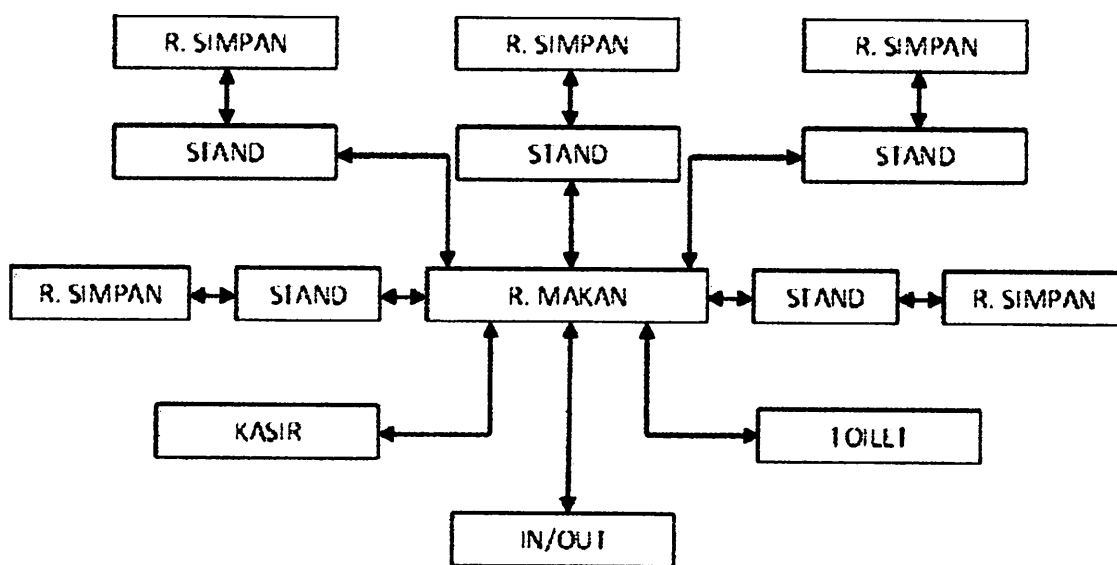 R. SIMPAN
R. SIMPAN
R. SIMPAN
STAND
STAND
STAND
R. SIMPAN
STAND
R. MAKAN
STAND
R. SIMPAN
KASIR
TOILET
IN/OUT